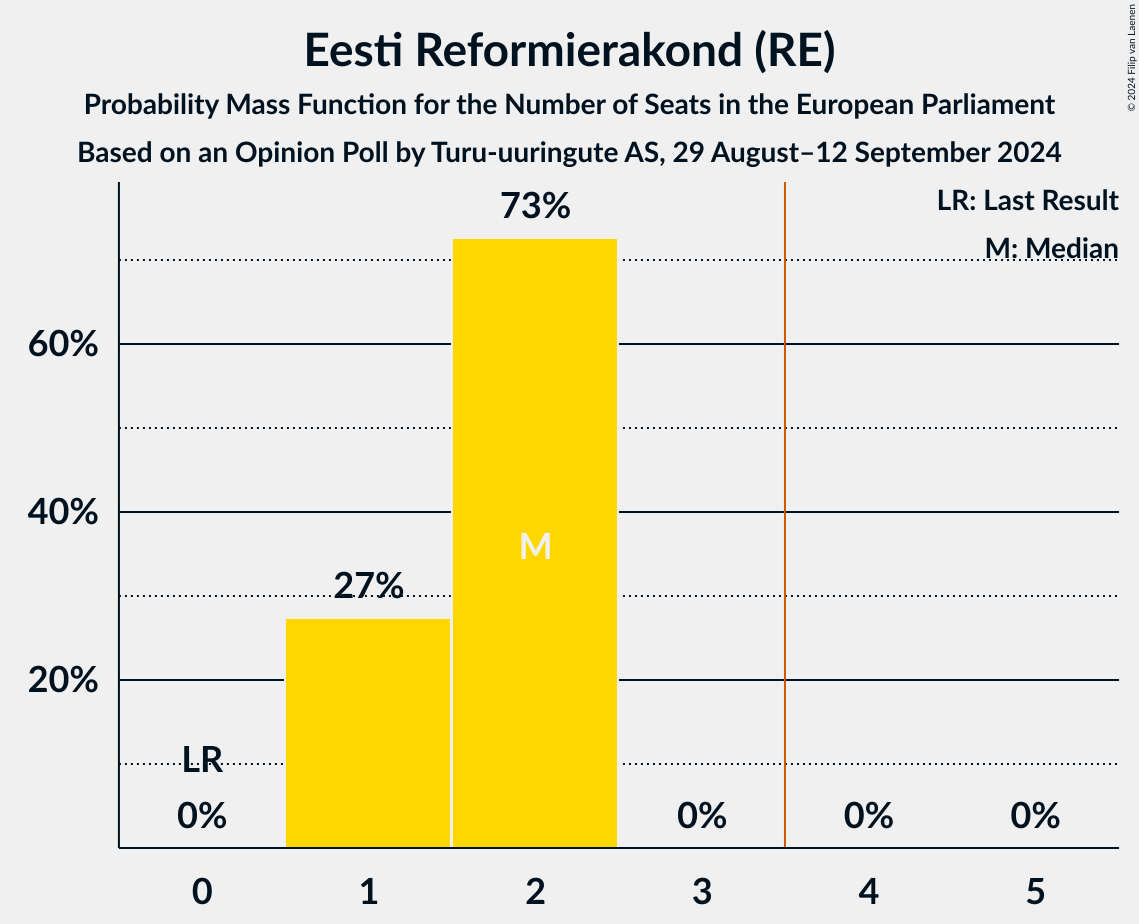 Eesti Reformierakond (RE)
Probability Mass Function for the Number of Seats in the European Parliament
Based on an Opinion Poll by Turu-uuringute AS, 29 August–12 September 2024
© 2024 Filip van Laenen
LR: Last Result
M: Median
73%
60%
40%
M
27%
20%
LR
0%
0%
0%
0%
0
1
2
3
4
5